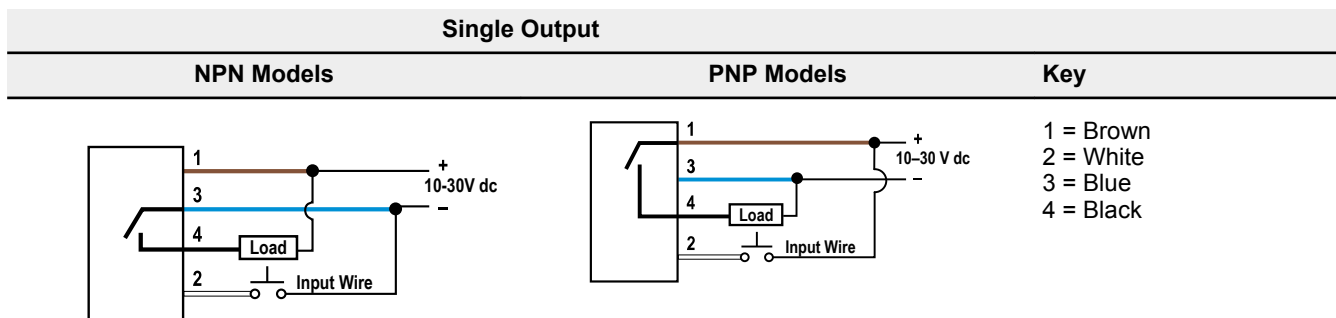 Single Output
NPN Models PNP Models Key
1
+
10-30V dc
3
–
4
Load
2
Input Wire
1
+
10–30 V dc
3
–
4
Load
2
Input Wire
1 = Brown
2 = White
3 = Blue
4 = Black